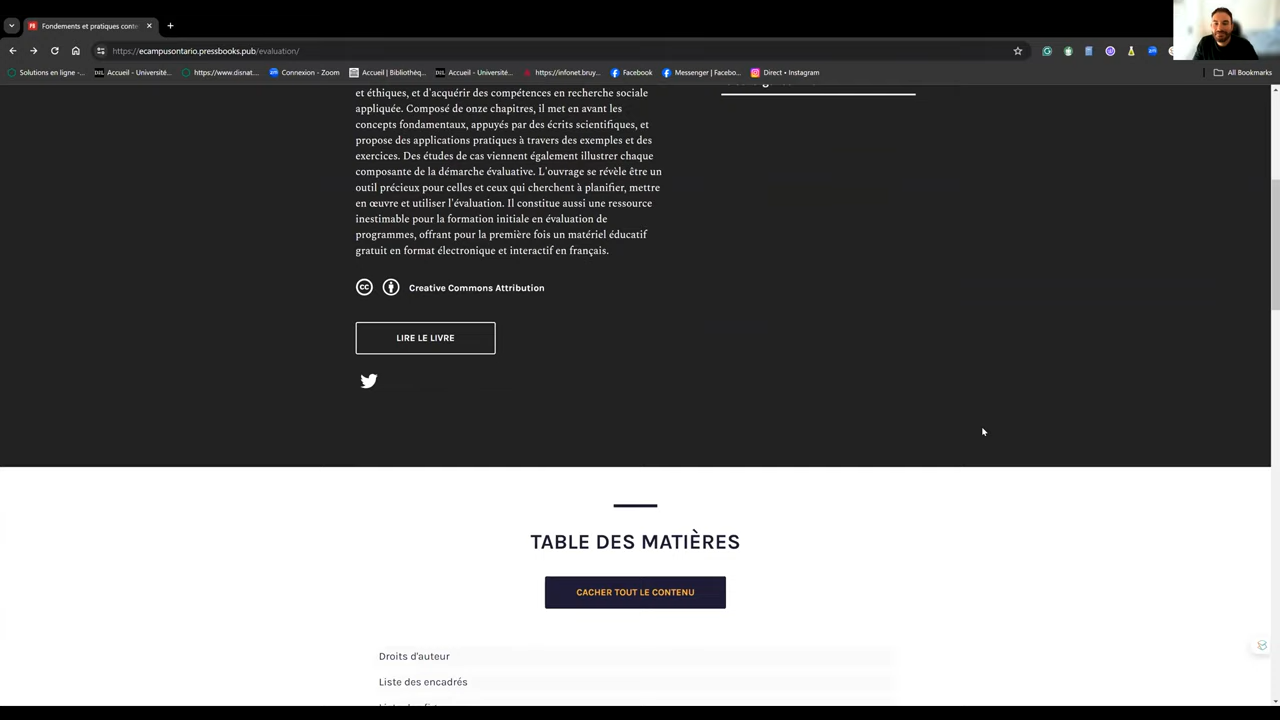 Fondements et pratiques conte
https://ecampusontario.pressbooks.pub/evaluation/
Solutions en ligne -
DIL Accueil - Université...
https://www.disnat.
Connexion - Zoom
Accueil | Bibliothèq...
DIL Accueil - Université...
https://infonet.bruy...
Facebook
Messenger | Facebo...
Direct • Instagram
All Bookmarks
et éthiques, et d'acquérir des compétences en recherche sociale
appliquée. Composé de onze chapitres, il met en avant les
concepts fondamentaux, appuyés par des écrits scientifiques, et
propose des applications pratiques à travers des exemples et des
exercices. Des études de cas viennent également illustrer chaque
composante de la démarche évaluative. L'ouvrage se révèle être un
outil précieux pour celles et ceux qui cherchent à planifier, mettre
en œuvre et utiliser l'évaluation. Il constitue aussi une ressource
inestimable pour la formation initiale en évaluation de
programmes, offrant pour la première fois un matériel éducatif
gratuit en format électronique et interactif en français.
Creative Commons Attribution
LIRE LE LIVRE
TABLE DES MATIÈRES
CACHER TOUT LE CONTENU
Droits d'auteur
Liste des encadrés